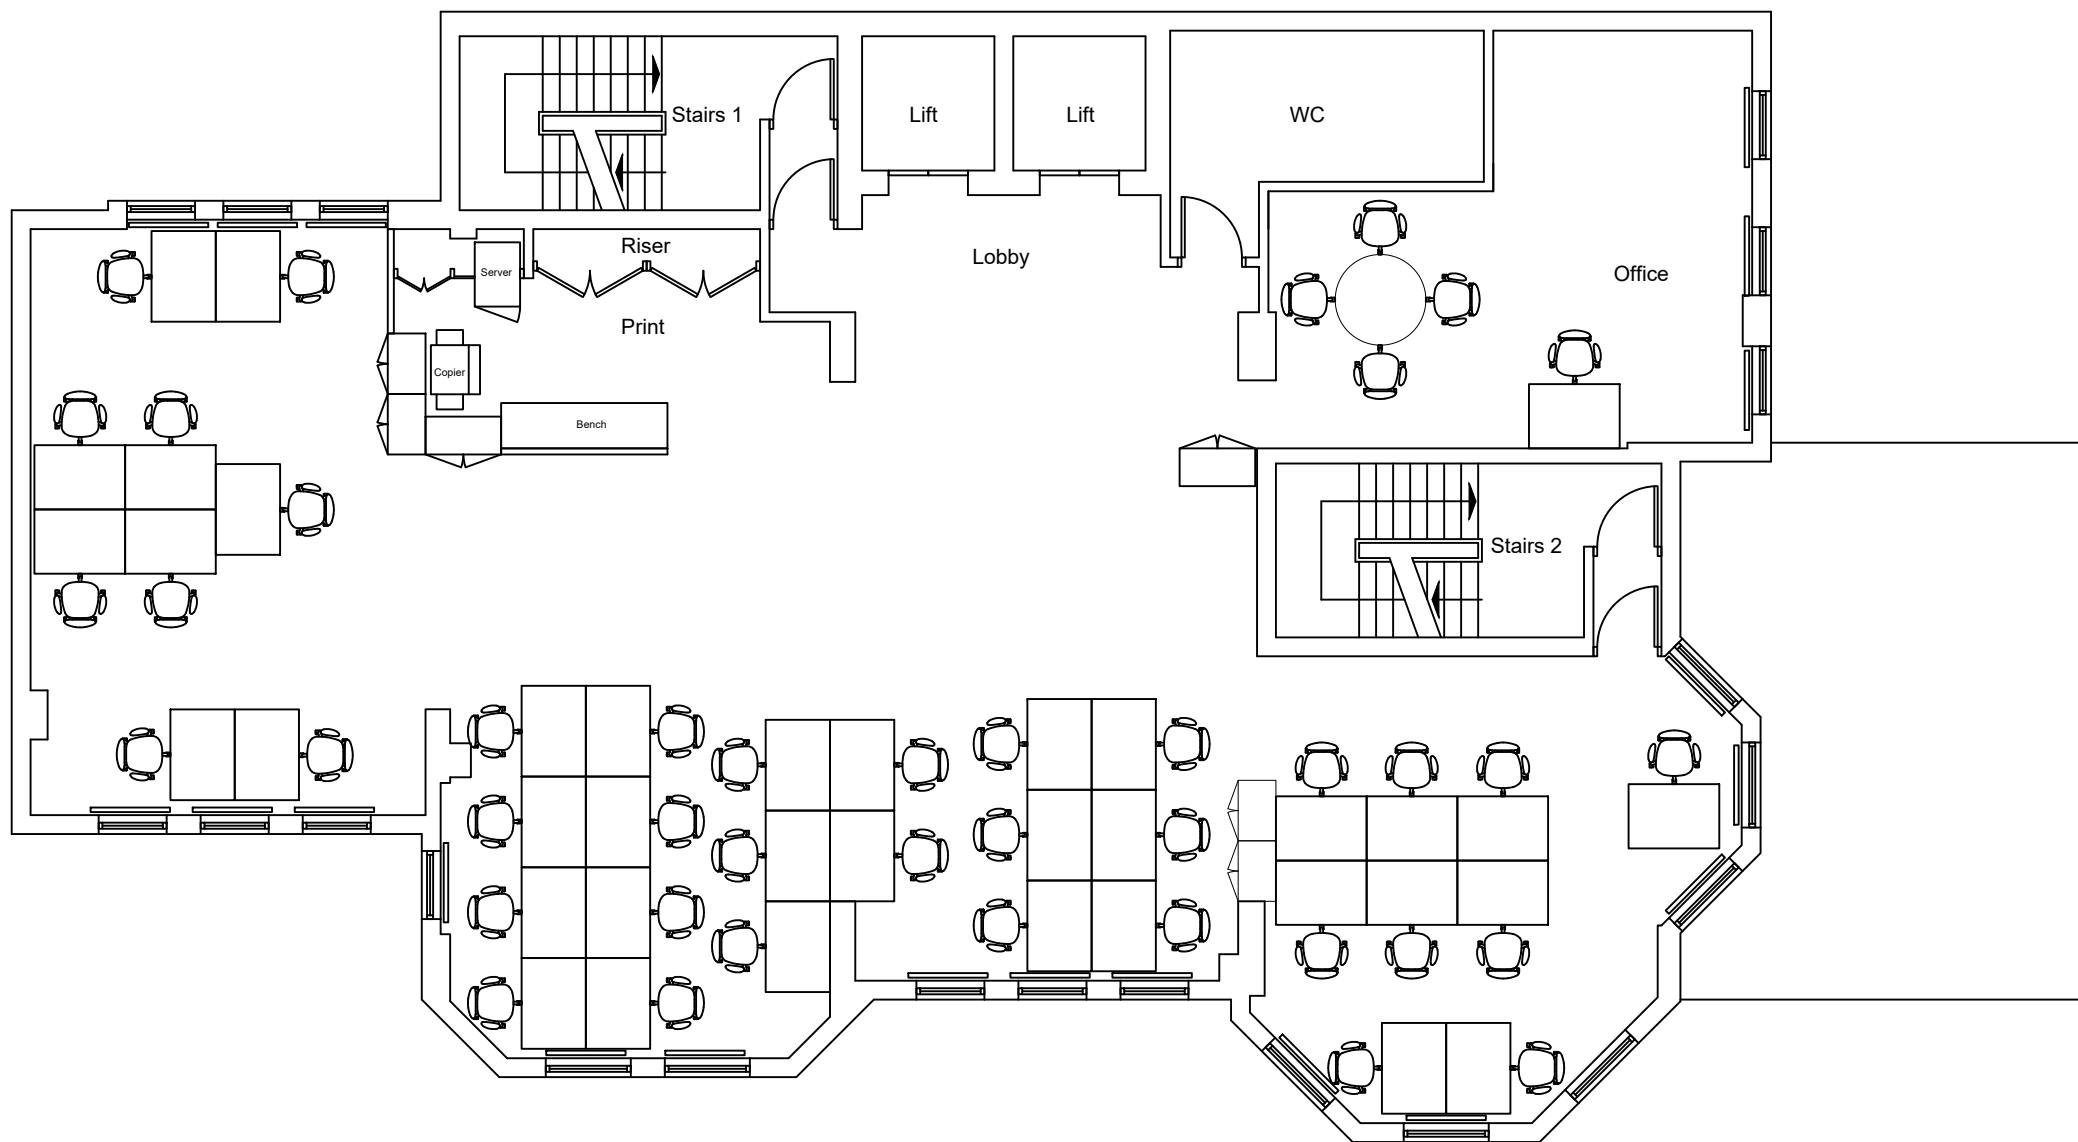 Stairs 1
Lift
Lift
WC
Riser
Server
Lobby
Office
Print
Copier
Bench
Stairs 2